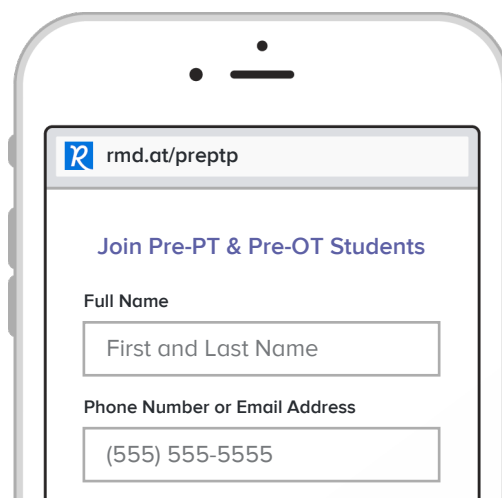 rmd.at/preptp
Join Pre-PT & Pre-OT Students
Full Name
First and Last Name
Phone Number or Email Address
(555) 555-5555